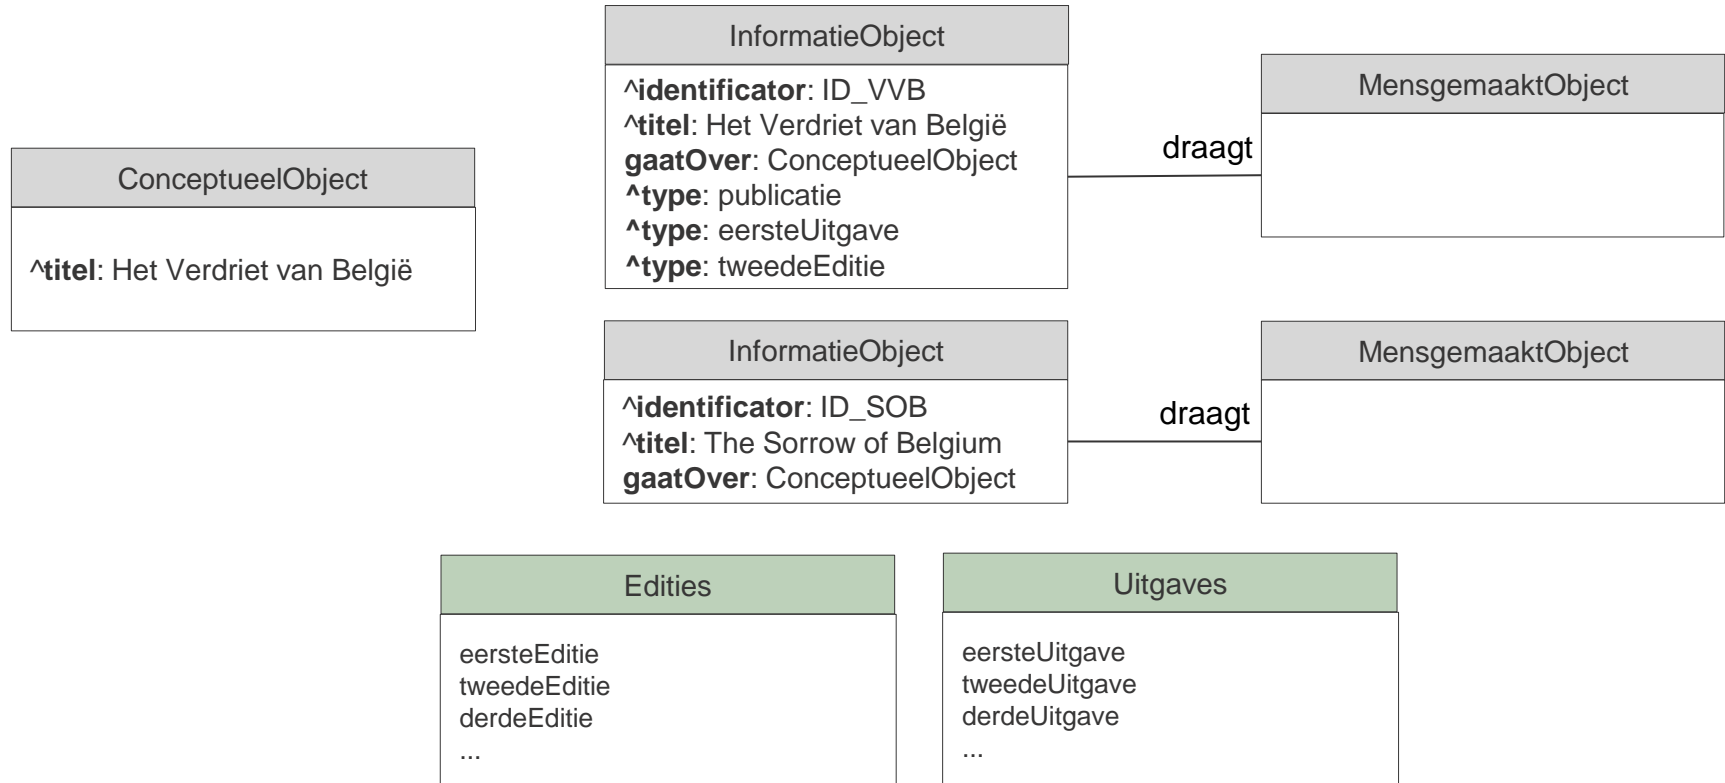 ConceptueelObject
^titel: Het Verdriet van België
InformatieObject
^identificator: ID_VVB
^titel: Het Verdriet van België
gaatOver: ConceptueelObject
^type: publicatie
^type: eersteUitgave
^type: tweedeEditie
draagt
MensgemaaktObject
InformatieObject
^identificator: ID_SOB
^titel: The Sorrow of Belgium
gaatOver: ConceptueelObject
draagt
MensgemaaktObject
Edities
eersteEditie
tweedeEditie
derdeEditie
...
Uitgaves
eersteUitgave
tweedeUitgave
derdeUitgave
...